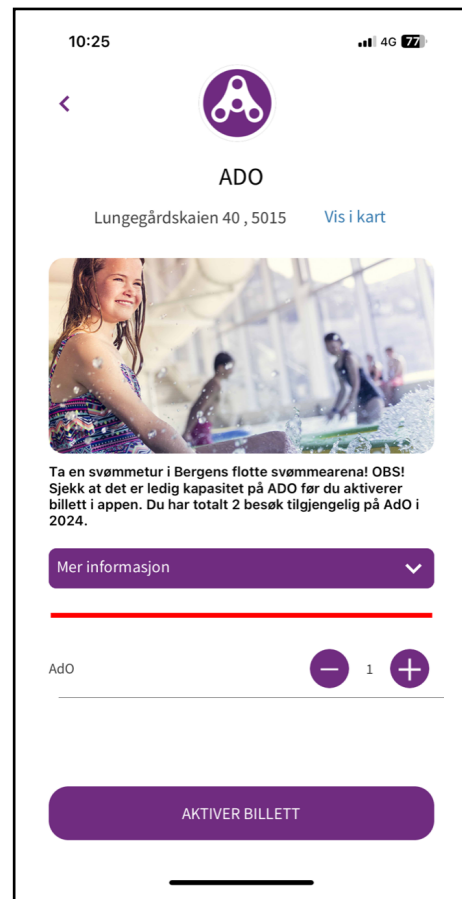 10:25
4G 77
ADO
Lungegårdskaien 40 , 5015 Vis i kart
Ta en svømmetur i Bergens flotte svømmearena! OBS!
Sjekk at det er ledig kapasitet på ADO før du aktiverer
billett i appen. Du har totalt 2 besøk tilgjengelig på AdO i
2024.
Mer informasjon
AdO 1
AKTIVER BILLETT